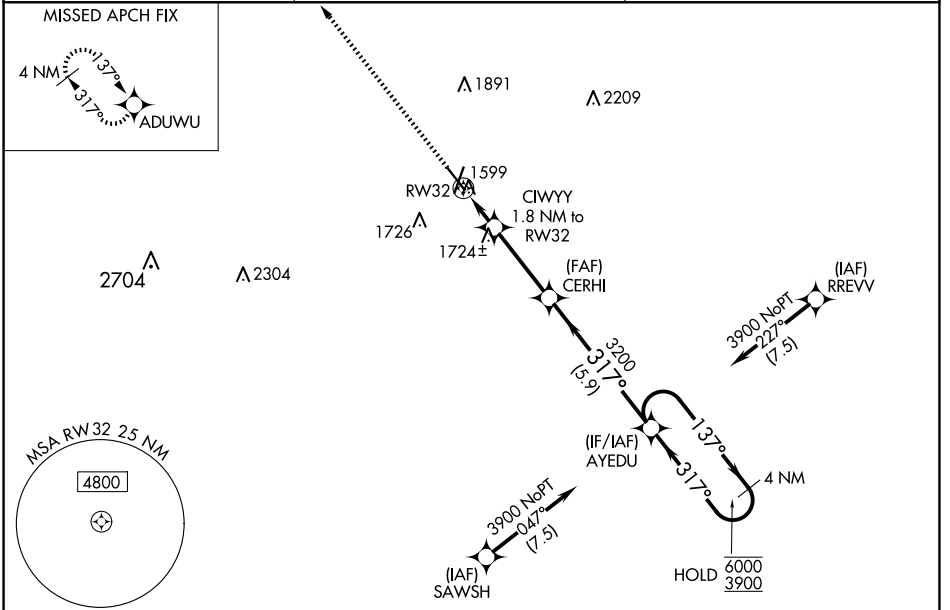 MISSED APCH FIX
4 NM
137°
317°
ADUWU
1891
2209
1599
RW32
CIWYY
1.8 NM to
RW32
1726
1724±
2704
2304
(FAF)
CERHI
(IAF)
RREVV
3900 NoPT
227°
(7.5)
3200
317°
(5.9)
(IF/IAF)
AYEDU
137°
317°
4 NM
MSA RW32 25 NM
4800
3900 NoPT
047°
(7.5)
(IAF)
SAWSH
HOLD
6000
3900